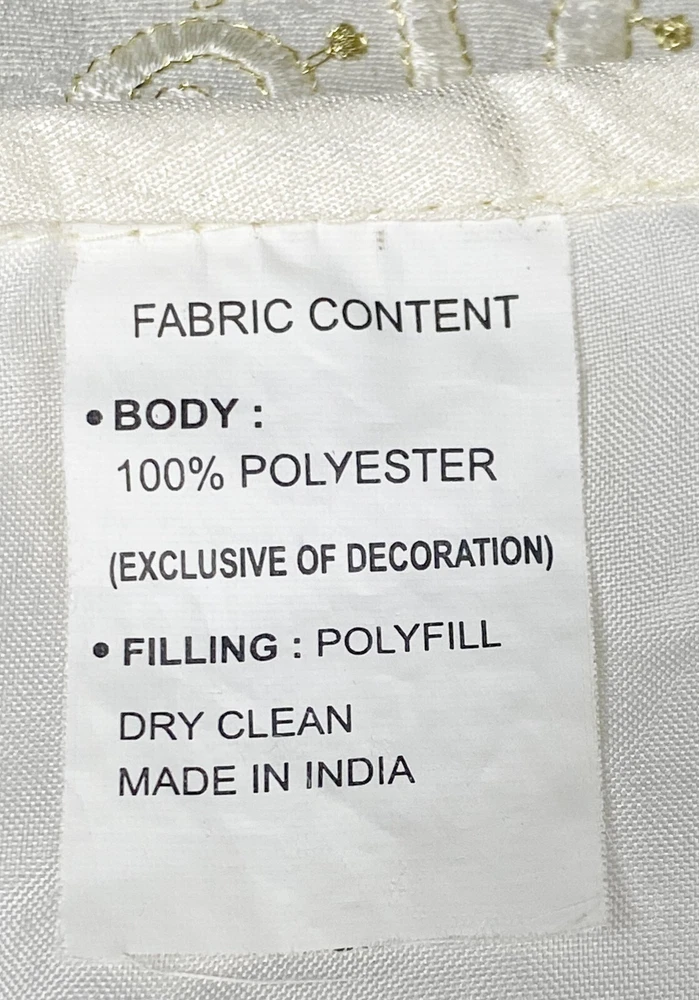 FABRIC CONTENT
• BODY :
100% POLYESTER
(EXCLUSIVE OF DECORATION)
• FILLING : POLYFILL
DRY CLEAN
MADE IN INDIA